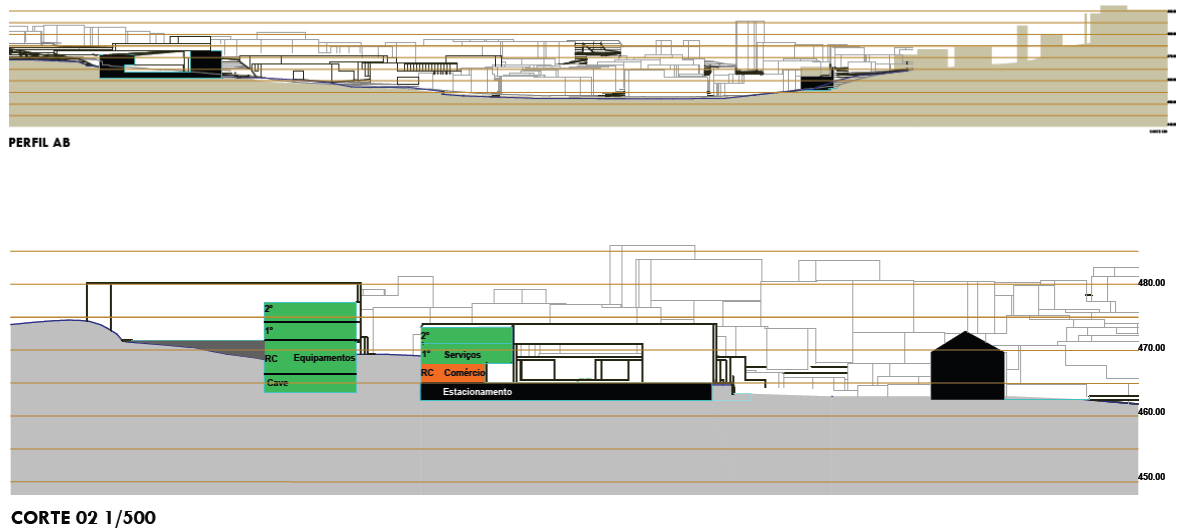 PERFIL AB
480.00
2º
1º
2º
470.00
1º Serviços
RC Equipamentos
RC Comércio
Cave
Estacionamento
460.00
450.00
CORTE 02 1/500